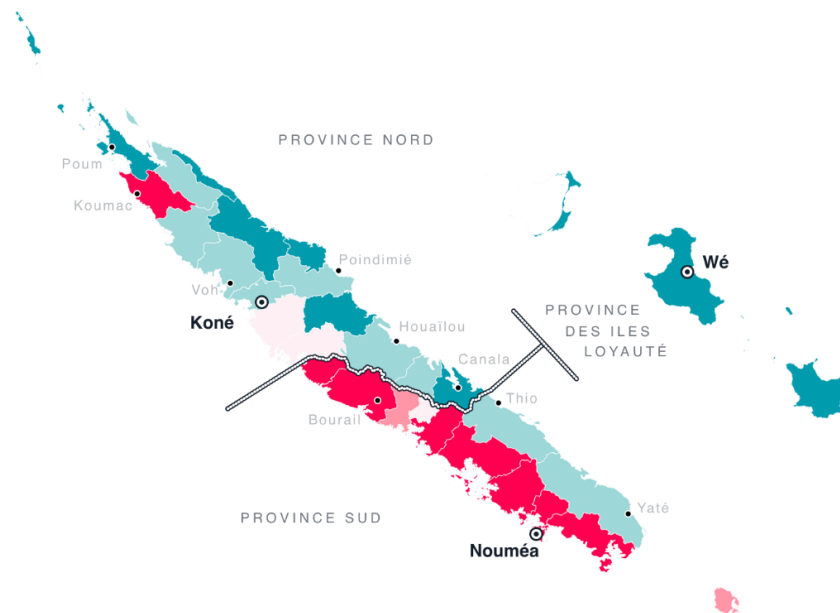 PROVINCE NORD
Poum
Koumac
Poindimié
Wé
Voh
Koné
PROVINCE
DES ILES
LOYAUTÉ
Houaïlou
Canala
Thio
Bourail
Yaté
PROVINCE SUD
Nouméa